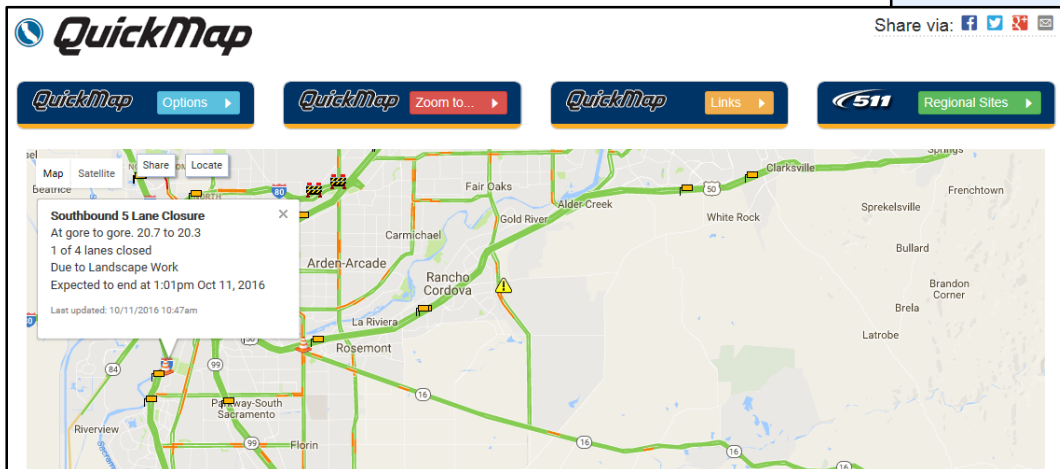 QuickMap
Share via:
QuickMap Options
QuickMap Zoom to...
QuickMap Links
511 Regional Sites
Map Satellite
Share Locate
Beatrice
80
Southbound 5 Lane Closure
At gore to gore. 20.7 to 20.3
1 of 4 lanes closed
Due to Landscape Work
Expected to end at 1:01pm Oct 11, 2016
Last updated: 10/11/2016 10:47am
Fair Oaks
Clarksville
Springs
50
Frenchtown
Alder Creek
Gold River
White Rock
Sprekelsville
Carmichael
Bullard
Arden-Arcade
Rancho
Cordova
Brandon
Corner
Brela
La Riviera
Latrobe
Rosemont
84
99
16
Parkway-South
Sacramento
Riverview
99
Florin
16
16
16